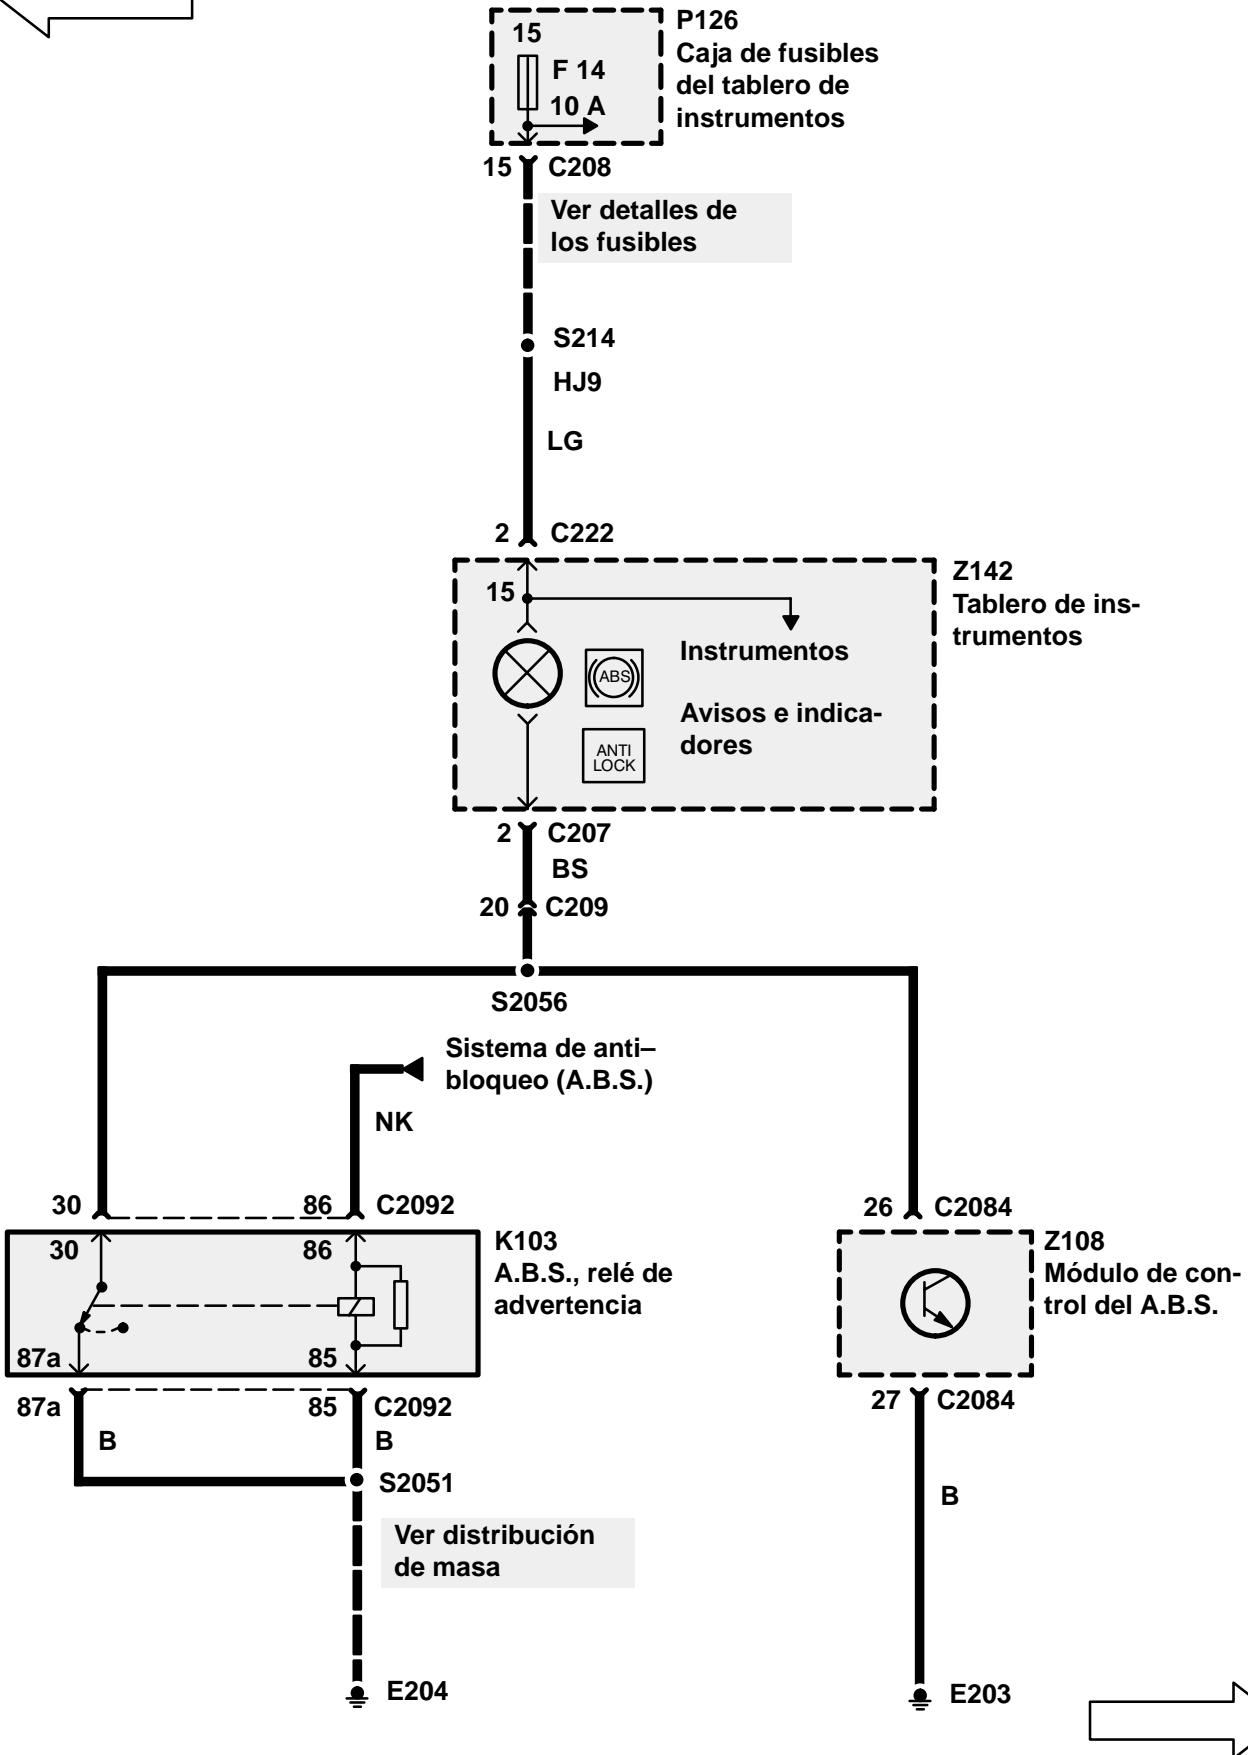 P126
Caja de fusibles
del tablero de
instrumentos
15
F 14
10 A
15 C208
Ver detalles de
los fusibles
S214
HJ9
LG
2 C222
Z142
Tablero de ins-
trumentos
15
Instrumentos
ABS
Avisos e indica-
dores
ANTI
LOCK
2 C207
BS
20 C209
S2056
Sistema de anti–
bloqueo (A.B.S.)
NK
30 86 C2092
26 C2084
30 86
K103
A.B.S., relé de
advertencia
Z108
Módulo de con-
trol del A.B.S.
87a 85
87a 85 C2092
27 C2084
B B
S2051
B
Ver distribución
de masa
E204
E203